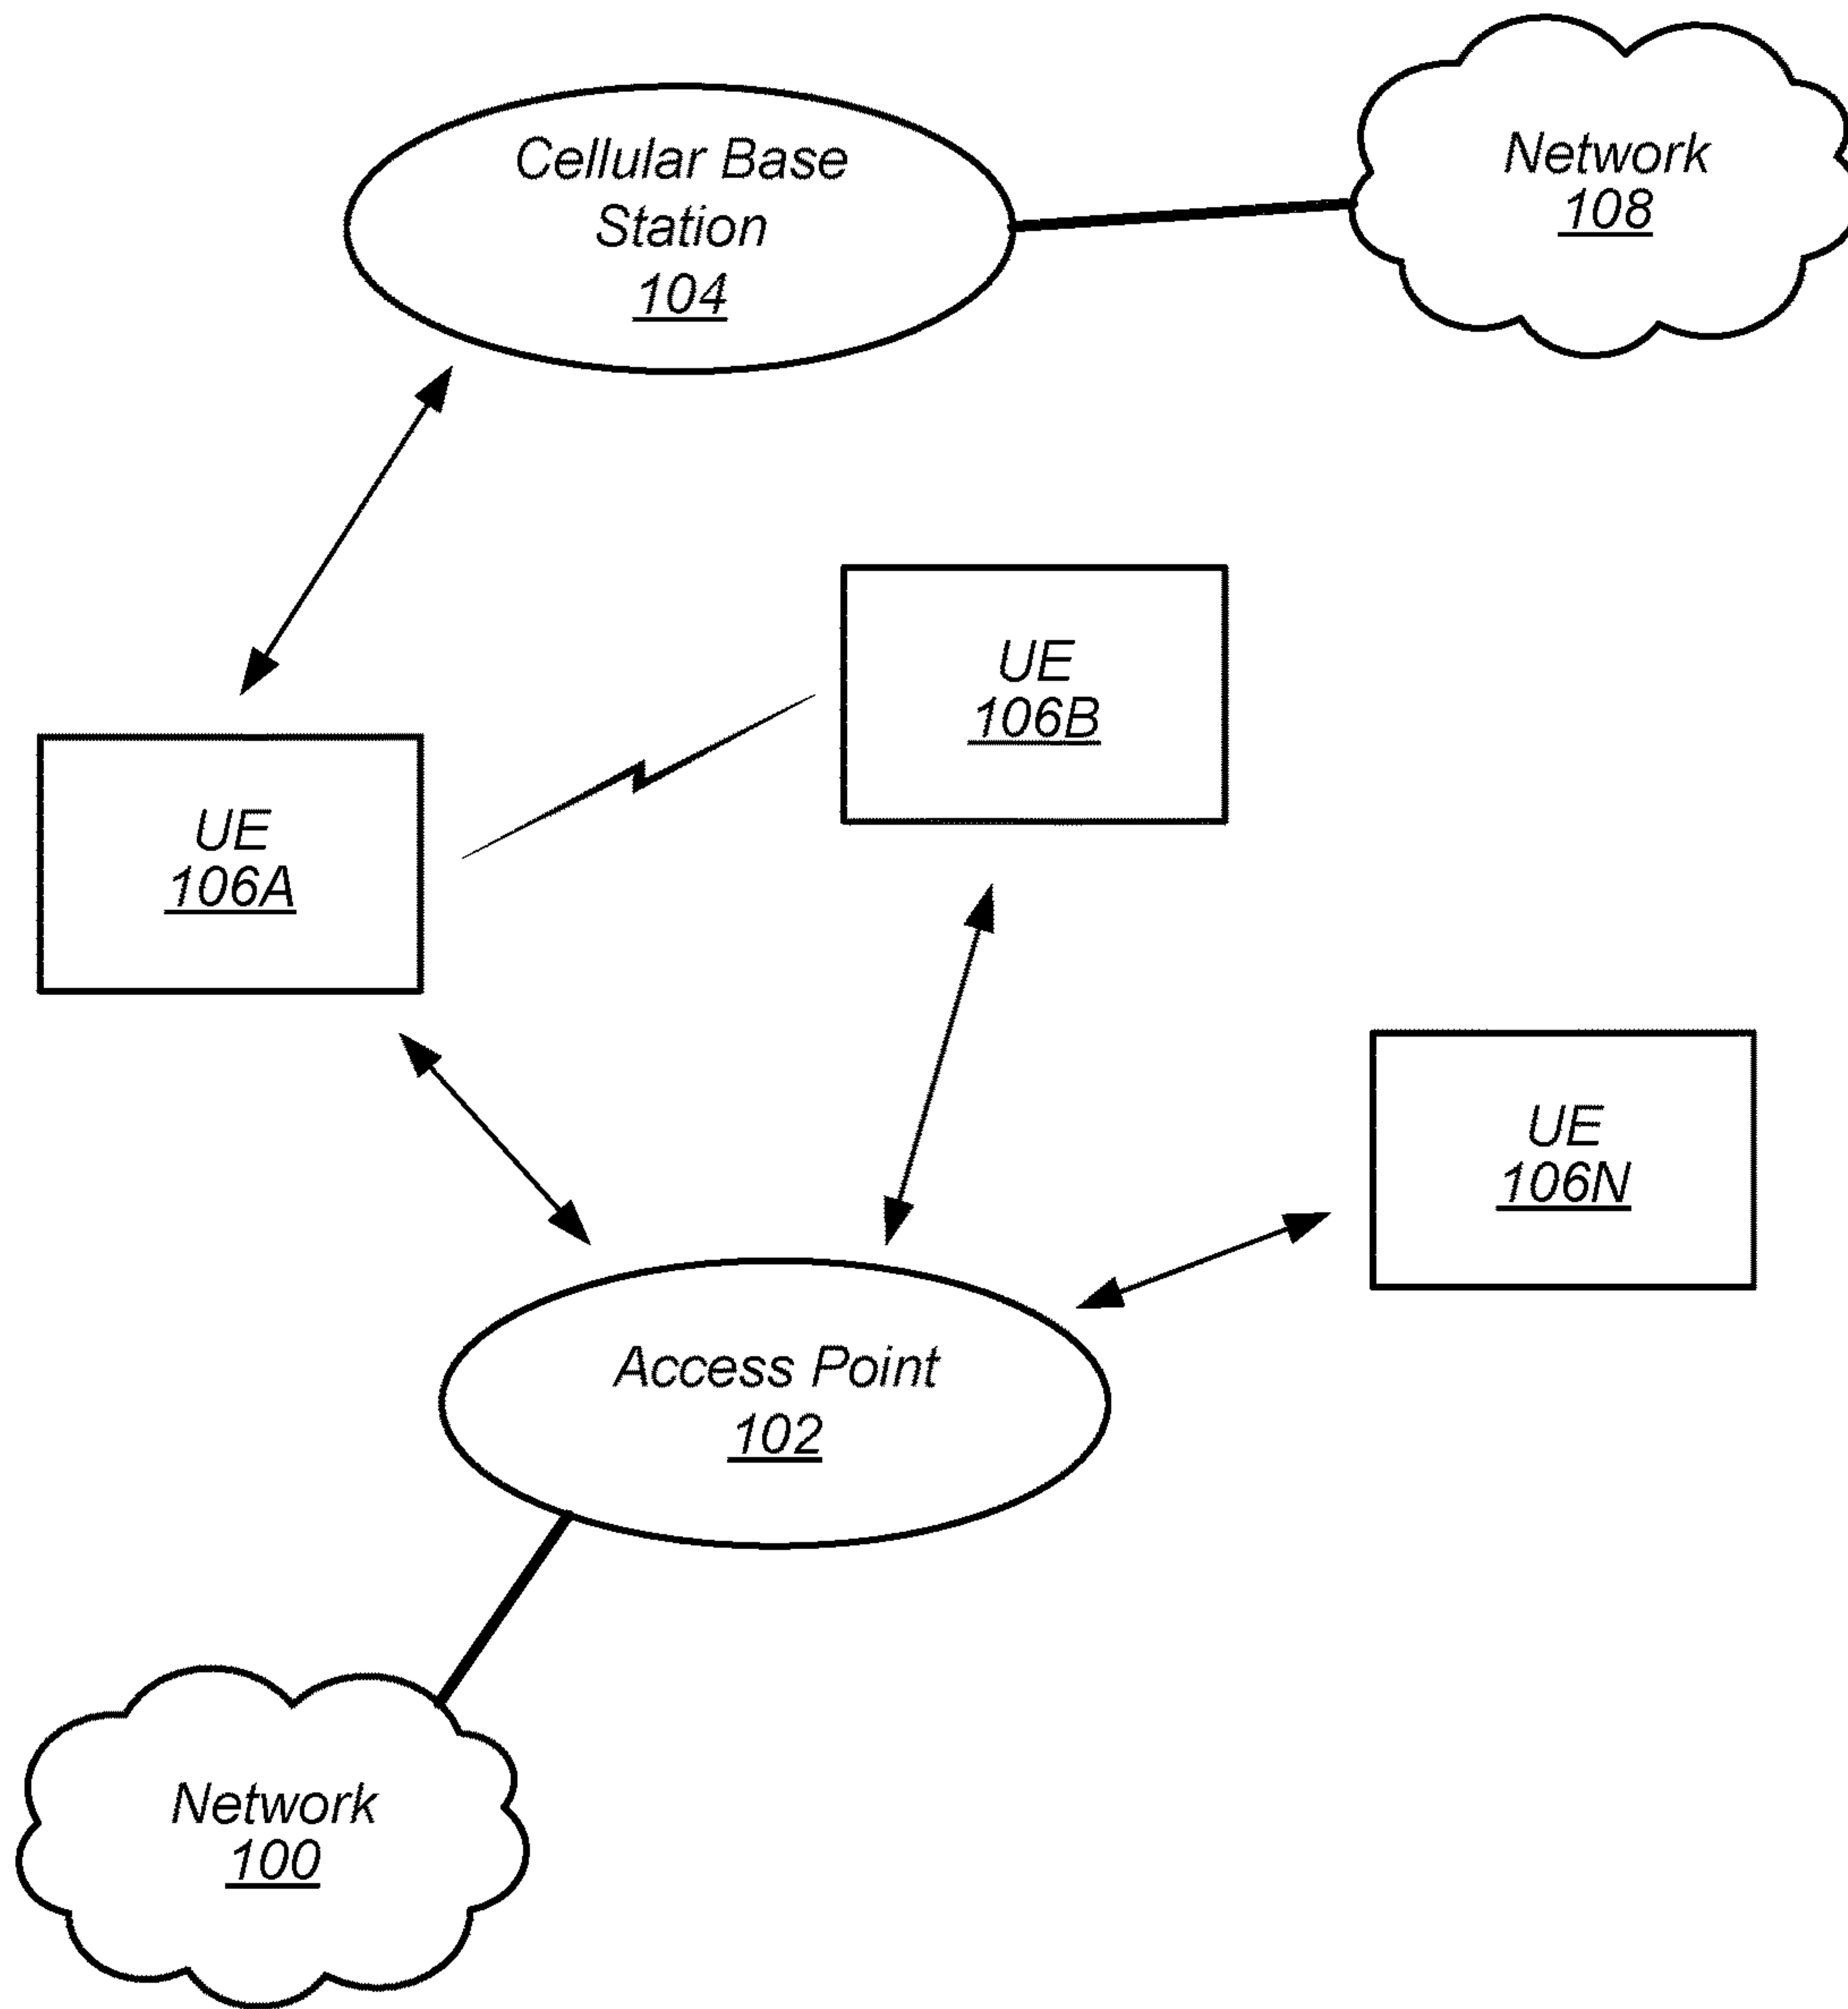 Cellular Base
Station
104
Network
108
UE
106B
UE
106A
UE
106N
Access Point
102
Network
100